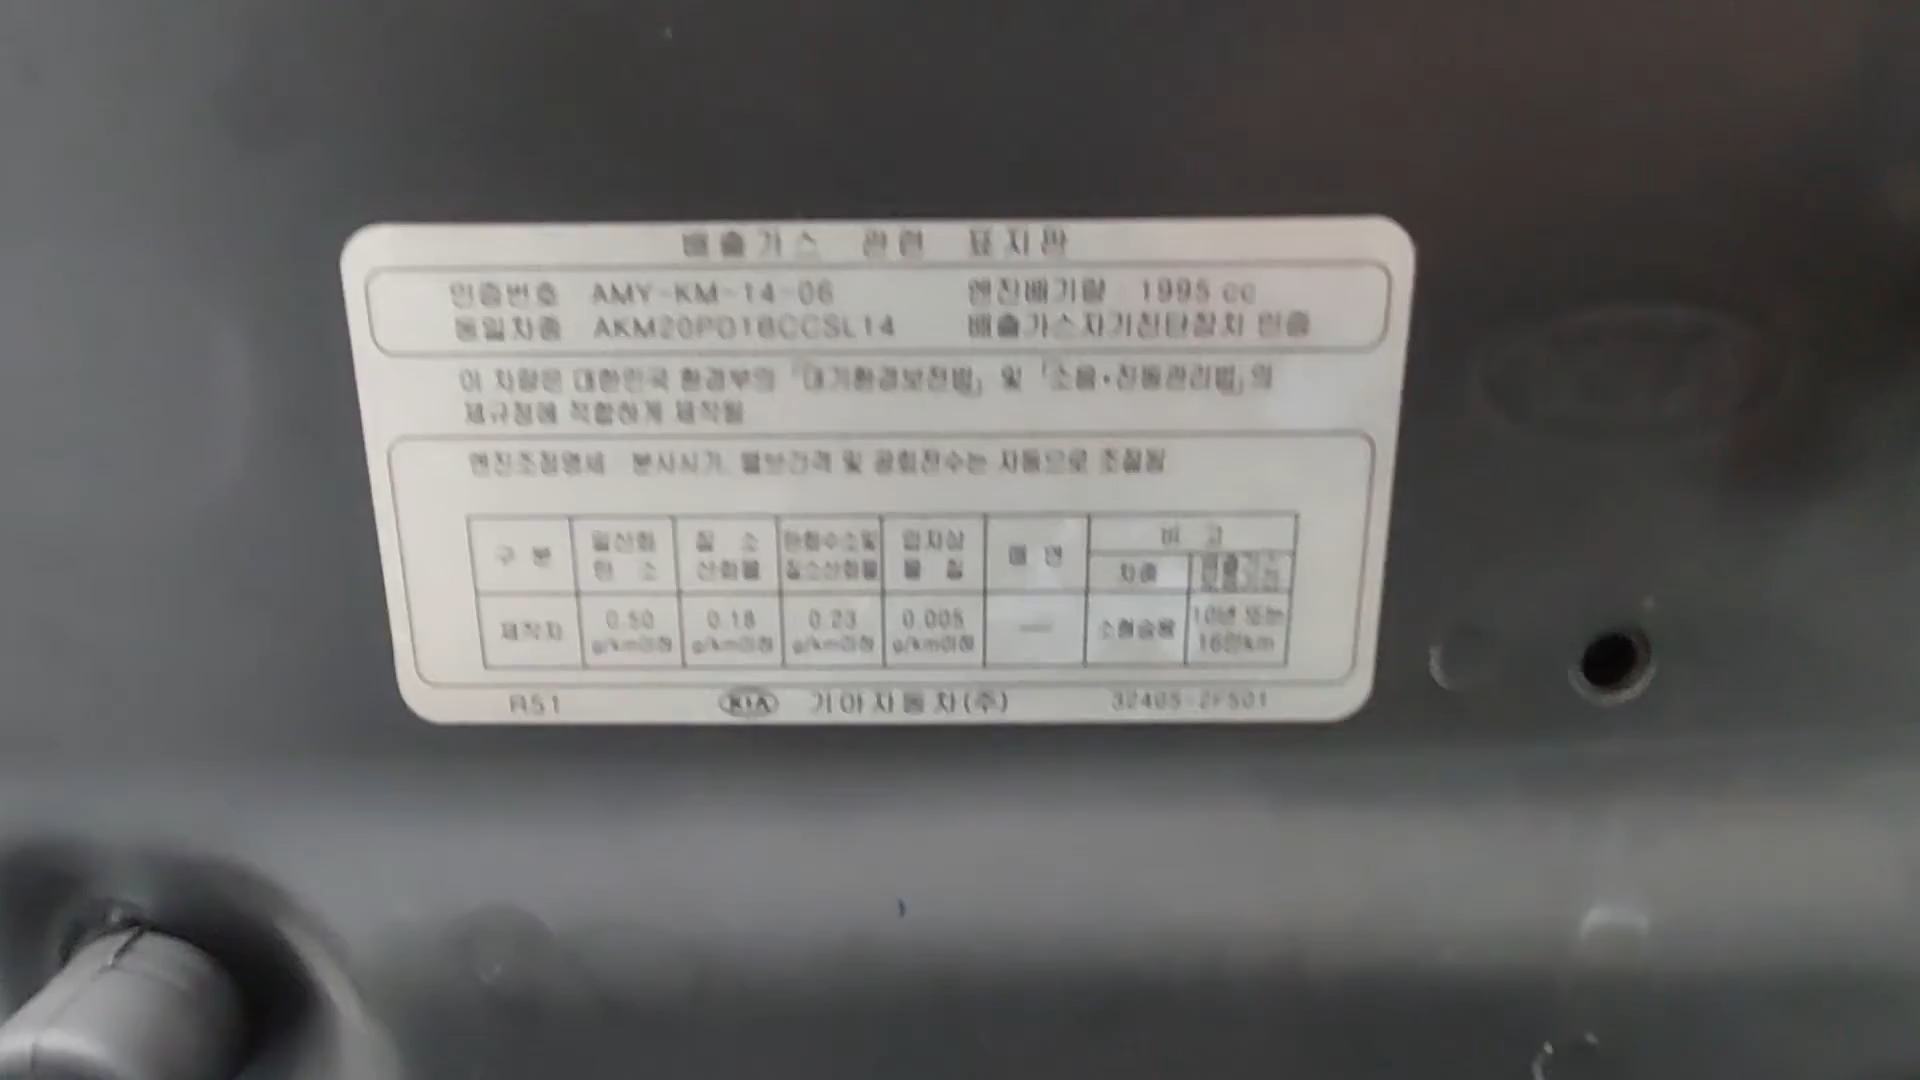 배출가스 관련 표지판
인증번호 AMY-KM-14-06 엔진배기량 1995 cc
동일차종 AKM20PD18CCSL14 배출가스자기진단장치 인증
이 차량은 대한민국 환경부의 「대기환경보전법」 및 「소음•진동관리법」의
제규정에 적합하게 제작됨
엔진조정명세 분사시기, 밸브간격 및 공회전수는 자동으로 조절됨
구 분 일산화 탄 소 질 소 산화물 탄화수소및 질소산화물 입자상 물 질 매 연 비 고
차종 배출가스
제작차 0.50 g/km이하 0.18 g/km이하 0.23 g/km이하 0.005 g/km이하 — 소형승용 10년 또는 16만km
R51 KIA 기아자동차(주) 32405-2F501